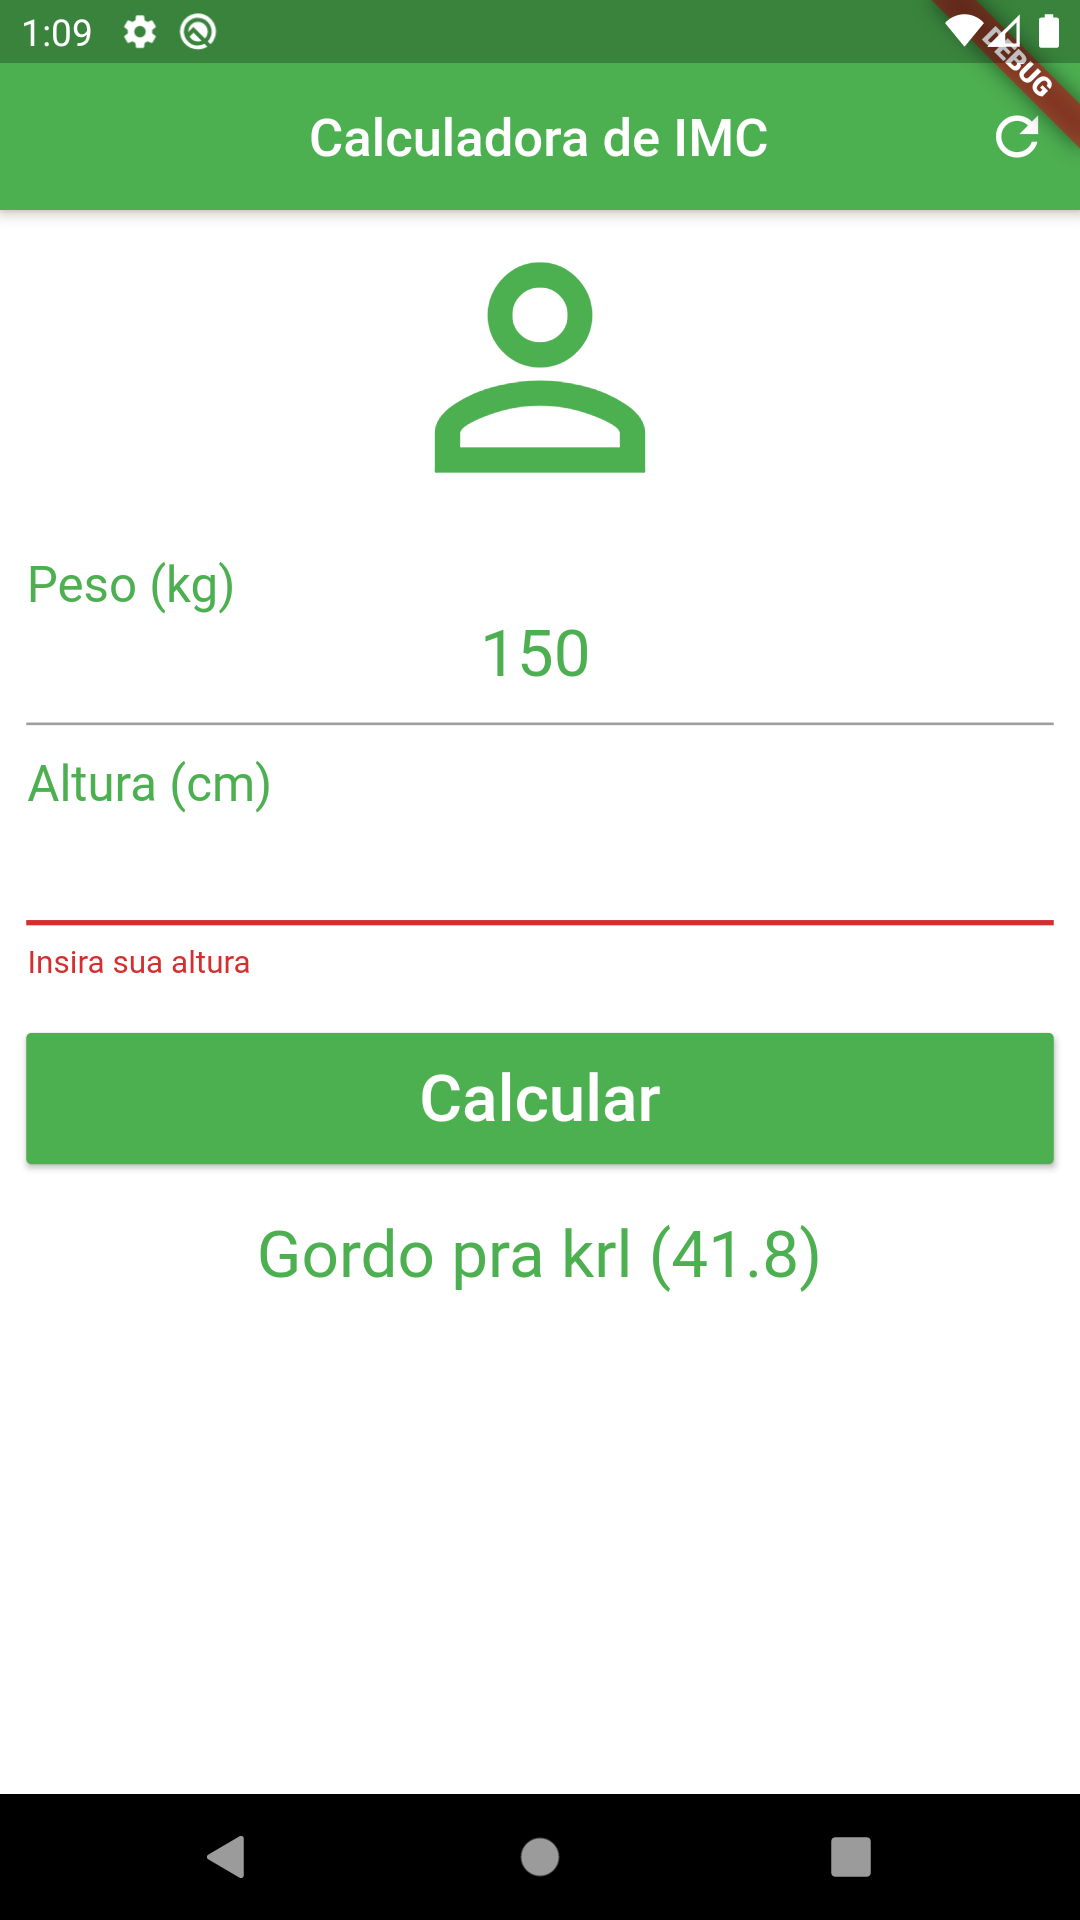 1:09
DEBUG
Calculadora de IMC
Peso (kg)
150
Altura (cm)
Insira sua altura
Calcular
Gordo pra krl (41.8)